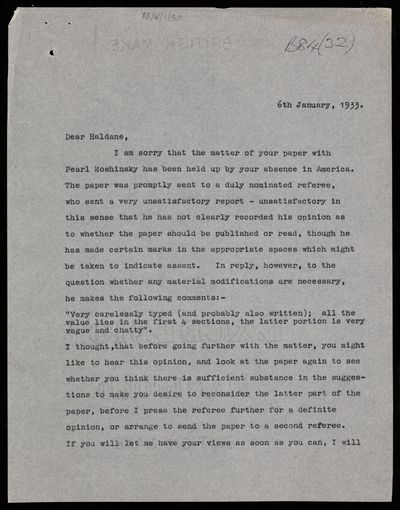 B84(32)
6th January, 1933.
Dear Haldane,
I am sorry that the matter of your paper with
Pearl Moshinsky has been held up by your absence in America.
The paper was promptly sent to a duly nominated referee,
who sent a very unsatisfactory report - unsatisfactory in
this sense that he has not clearly recorded his opinion as
to whether the paper should be published or read, though he
has made certain marks in the appropriate spaces which might
be taken to indicate assent. In reply, however, to the
question whether any material modifications are necessary,
he makes the following comments:-
"Very carelessly typed (and probably also written); all the
value lies in the first 4 sections, the latter portion is very
vague and chatty".
I thought,that before going further with the matter, you might
like to hear this opinion, and look at the paper again to see
whether you think there is sufficient substance in the sugges-
tions to make you desire to reconsider the latter part of the
paper, before I press the referee further for a definite
opinion, or arrange to send the paper to a second referee.
If you will let me have your views as soon as you can, I will